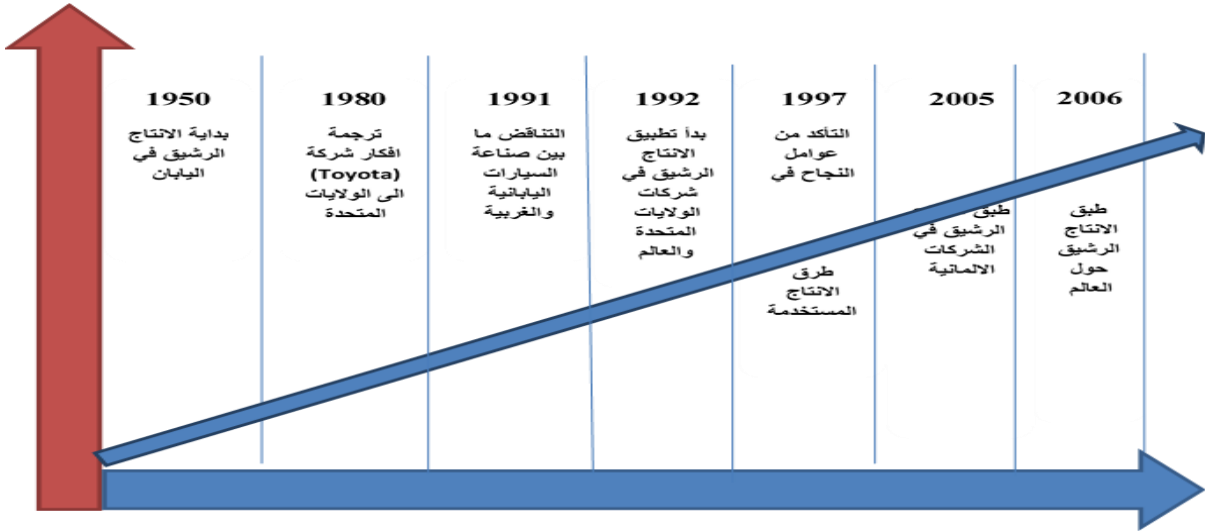 1950
بداية الانتاج
الرشيق في
اليابان
1980
ترجمة
افكار شركة
(Toyota)
الى الولايات
المتحدة
1991
التناقض ما
بين صناعة
السيارات
اليابانية
والغربية
1992
بدأ تطبيق
الانتاج
الرشيق في
شركات
الولايات
المتحدة
والعالم
1997
التأكد من
عوامل
النجاح في
طرق
الانتاج
المستخدمة
2005
طبق
الرشيق في
الشركات
الالمانية
2006
طبق
الانتاج
الرشيق
حول
العالم